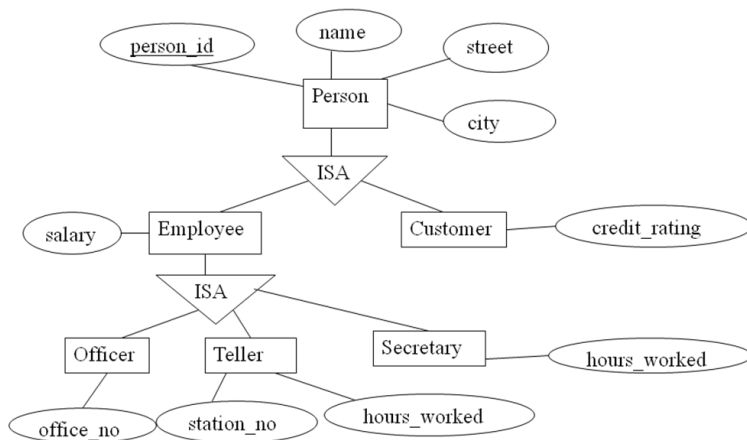 name
person_id
street
Person
city
ISA
Employee
Customer
credit_rating
salary
ISA
Officer
Teller
Secretary
hours_worked
office_no
station_no
hours_worked